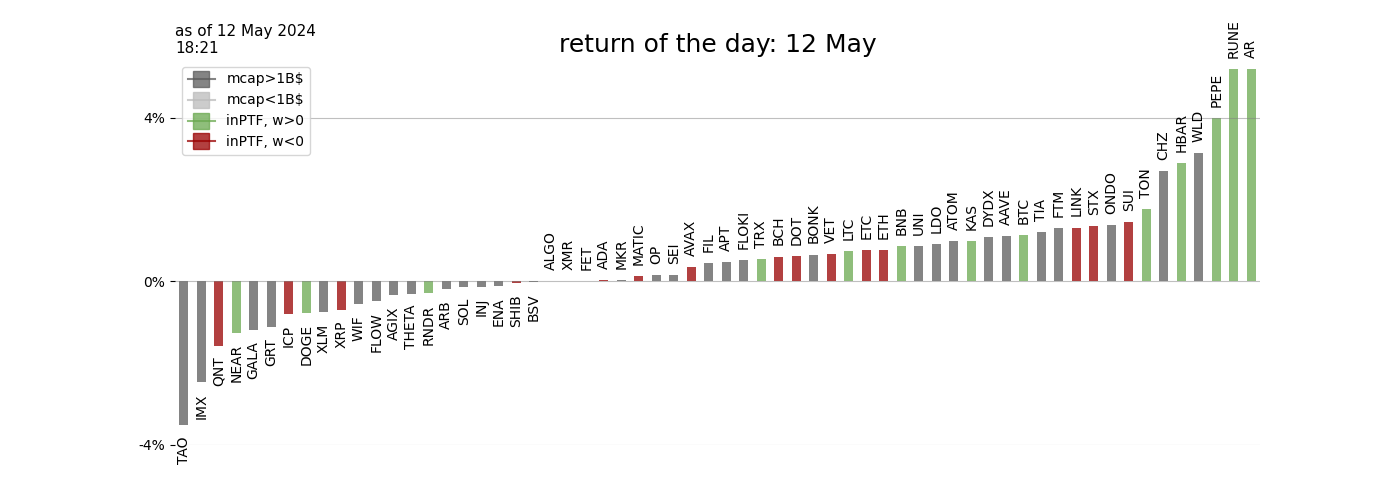 as of 12 May 2024
18:21
return of the day: 12 May
mcap>1B$
mcap<1B$
inPTF, w>0
inPTF, w<0
4%
0%
-4%
TAO
IMX
QNT
NEAR
GALA
GRT
ICP
DOGE
XLM
XRP
WIF
FLOW
AGIX
THETA
RNDR
ARB
SOL
INJ
ENA
SHIB
BSV
ALGO
XMR
FET
ADA
MKR
MATIC
OP
SEI
AVAX
FIL
APT
FLOKI
TRX
BCH
DOT
BONK
VET
LTC
ETC
ETH
BNB
UNI
LDO
ATOM
KAS
DYDX
AAVE
BTC
TIA
FTM
LINK
STX
ONDO
SUI
TON
CHZ
HBAR
WLD
PEPE
RUNE
AR